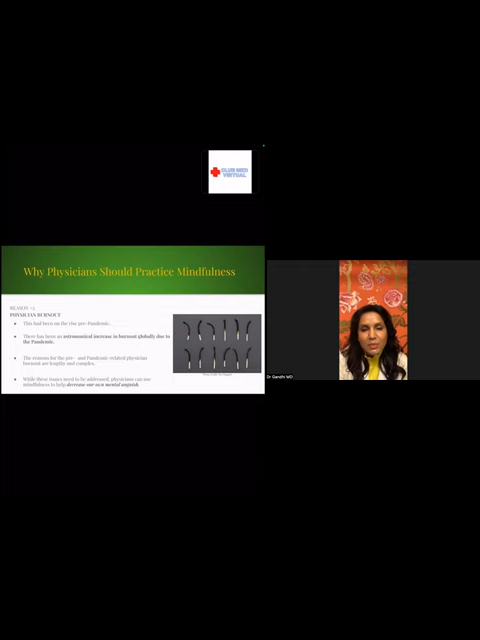 CLUB MED
VIRTUAL
Why Physicians Should Practice Mindfulness
PHYSICIAN BURNOUT
This had been on the rise pre-Pandemic.
There has been an astronomical increase in burnout globally due to
the Pandemic.
The reasons for the pre- and Pandemic-related physician
burnout are lengthy and complex.
While these issues need to be addressed, physicians can use
mindfulness to help decrease our own mental anguish.
Dr Gandhi MD